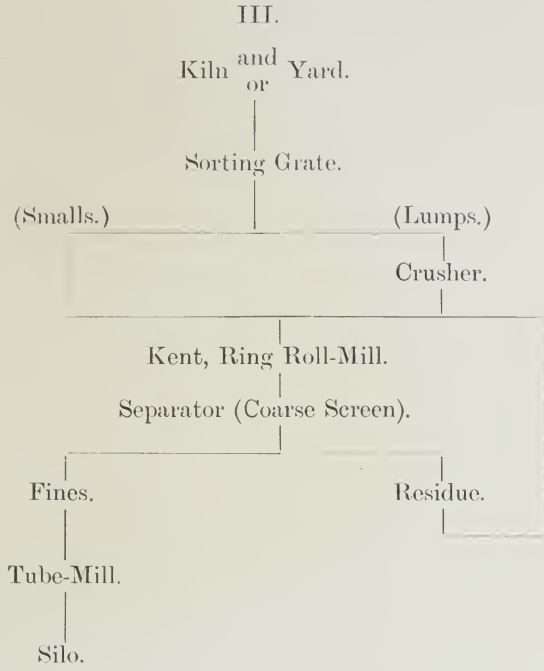 III.
Kiln and or Yard.
Sorting Grate.
(Smalls.) (Lumps.)
Crusher.
Kent, Ring Roll-Mill.
Separator (Coarse Screen).
Fines. Residue.
Tube-Mill.
Silo.